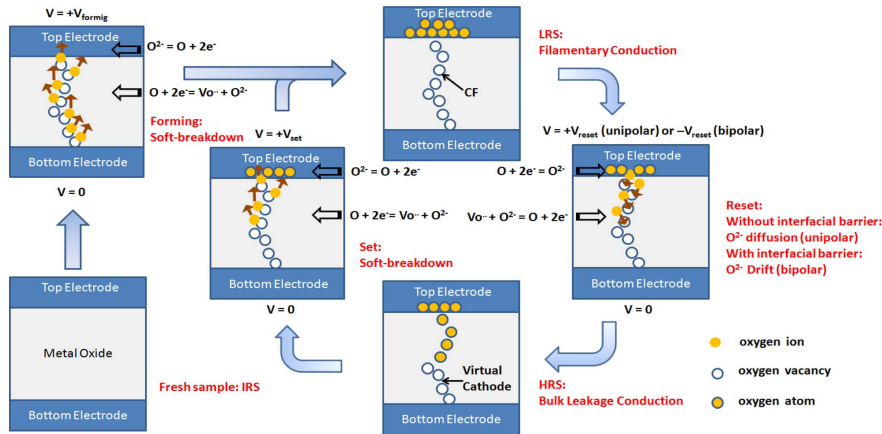 V = +Vformig
Top Electrode
O²⁻ = O + 2e⁻
O + 2e⁻= Vo·· + O²⁻
Forming:
Soft-breakdown
Bottom Electrode
V = 0
Top Electrode
CF
Bottom Electrode
LRS:
Filamentary Conduction
V = +Vset
Top Electrode
O²⁻ = O + 2e⁻
O + 2e⁻= Vo·· + O²⁻
Set:
Soft-breakdown
Bottom Electrode
V = 0
V = +Vreset (unipolar) or –Vreset (bipolar)
Top Electrode
O + 2e⁻ = O²⁻
Vo·· + O²⁻ = O + 2e⁻
Bottom Electrode
V = 0
Reset:
Without interfacial barrier:
O²⁻ diffusion (unipolar)
With interfacial barrier:
O²⁻ Drift (bipolar)
Top Electrode
Metal Oxide
Bottom Electrode
Fresh sample: IRS
Top Electrode
Virtual
Cathode
Bottom Electrode
HRS:
Bulk Leakage Conduction
oxygen ion
oxygen vacancy
oxygen atom